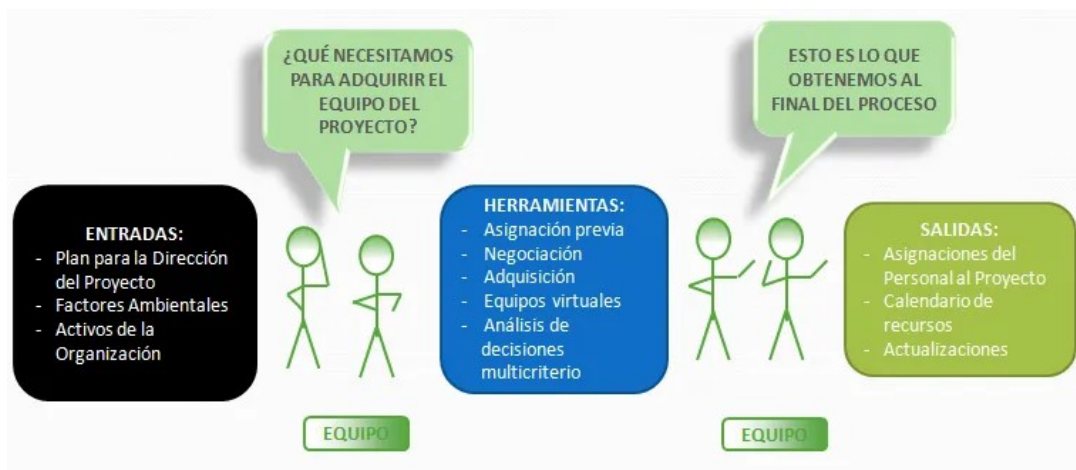 ¿QUÉ NECESITAMOS
PARA ADQUIRIR EL
EQUIPO DEL
PROYECTO?
ESTO ES LO QUE
OBTENEMOS AL
FINAL DEL PROCESO
ENTRADAS:
- Plan para la Dirección
del Proyecto
- Factores Ambientales
- Activos de la
Organización
HERRAMIENTAS:
- Asignación previa
- Negociación
- Adquisición
- Equipos virtuales
- Análisis de
decisiones
multicriterio
SALIDAS:
- Asignaciones del
Personal al Proyecto
- Calendario de
recursos
- Actualizaciones
EQUIPO
EQUIPO